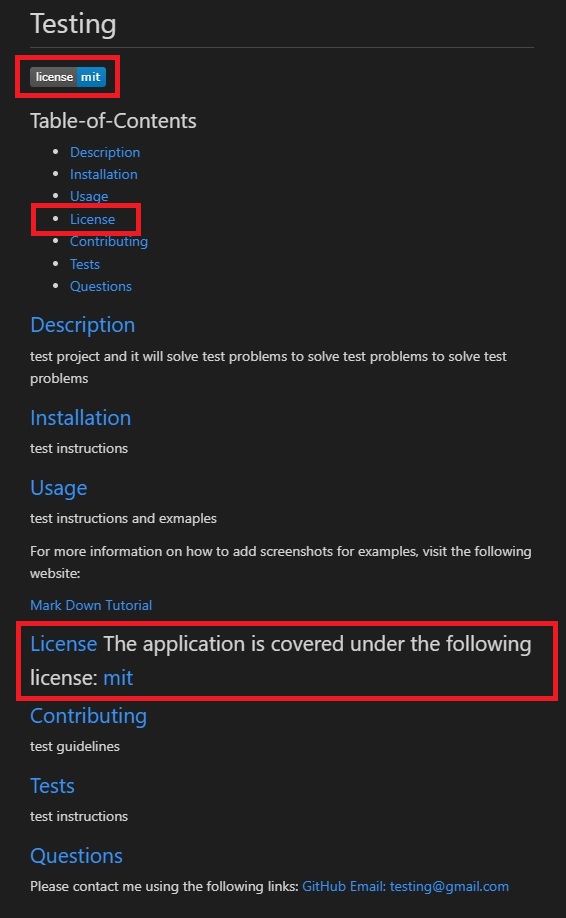 Testing
license mit
Table-of-Contents
Description
Installation
Usage
License
Contributing
Tests
Questions
Description
test project and it will solve test problems to solve test problems to solve test
problems
Installation
test instructions
Usage
test instructions and exmaples
For more information on how to add screenshots for examples, visit the following
website:
Mark Down Tutorial
License The application is covered under the following
license: mit
Contributing
test guidelines
Tests
test instructions
Questions
Please contact me using the following links: GitHub Email: testing@gmail.com